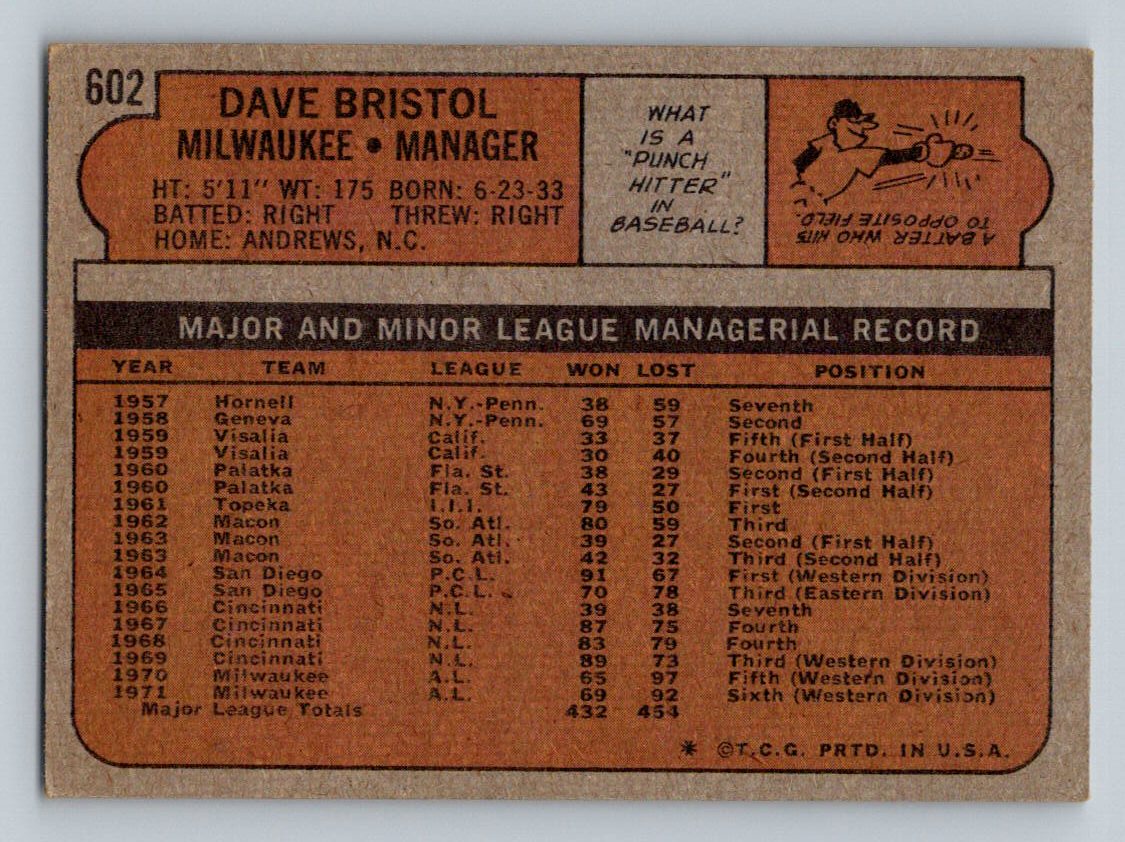 602
DAVE BRISTOL
MILWAUKEE • MANAGER
HT: 5'11" WT: 175 BORN: 6-23-33
BATTED: RIGHT THREW: RIGHT
HOME: ANDREWS, N.C.
WHAT
IS A
"PUNCH
HITTER"
IN
BASEBALL?
A BATTER WHO HITS
TO OPPOSITE FIELD.
MAJOR AND MINOR LEAGUE MANAGERIAL RECORD
YEAR TEAM LEAGUE WON LOST POSITION
1957 Hornell N.Y.-Penn. 38 59 Seventh
1958 Geneva N.Y.-Penn. 69 57 Second
1959 Visalia Calif. 33 37 Fifth (First Half)
1959 Visalia Calif. 30 40 Fourth (Second Half)
1960 Palatka Fla. St. 38 29 Second (First Half)
1960 Palatka Fla. St. 43 27 First (Second Half)
1961 Topeka I.I.I. 79 50 First
1962 Macon So. Atl. 80 59 Third
1963 Macon So. Atl. 39 27 Second (First Half)
1963 Macon So. Atl. 42 32 Third (Second Half)
1964 San Diego P.C.L. 91 67 First (Western Division)
1965 San Diego P.C.L. 70 78 Third (Eastern Division)
1966 Cincinnati N.L. 39 38 Seventh
1967 Cincinnati N.L. 87 75 Fourth
1968 Cincinnati N.L. 83 79 Fourth
1969 Cincinnati N.L. 89 73 Third (Western Division)
1970 Milwaukee A.L. 65 97 Fifth (Western Division)
1971 Milwaukee A.L. 69 92 Sixth (Western Division)
Major League Totals 432 454
* ©T.C.G. PRTD. IN U.S.A.